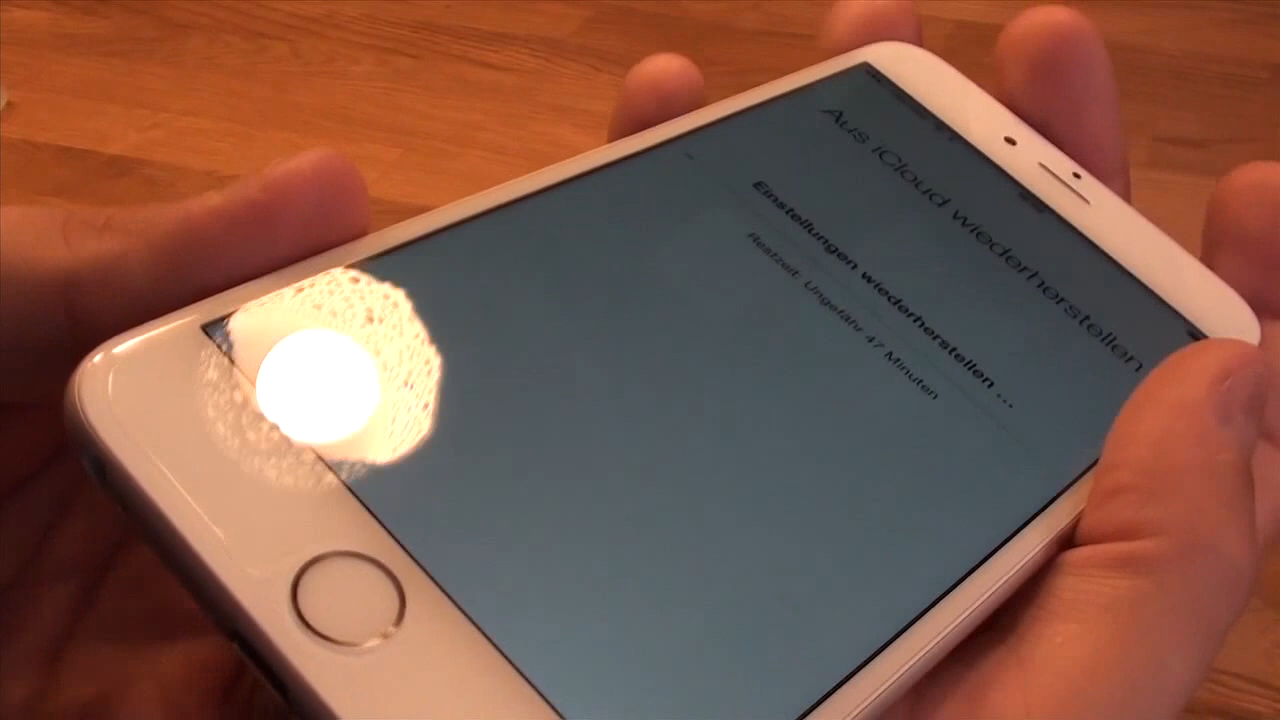 Aus iCloud wiederherstellen
Einstellungen wiederherstellen ...
Restzeit: Ungefähr 47 Minuten